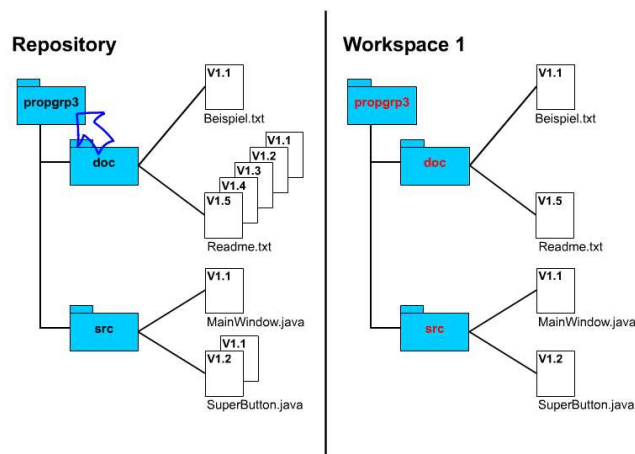 Repository
propgrp3
V1.1
Beispiel.txt
doc
V1.1
V1.2
V1.3
V1.4
V1.5
Readme.txt
V1.1
MainWindow.java
src
V1.1
V1.2
SuperButton.java
Workspace 1
propgrp3
V1.1
Beispiel.txt
doc
V1.5
Readme.txt
V1.1
MainWindow.java
src
V1.2
SuperButton.java